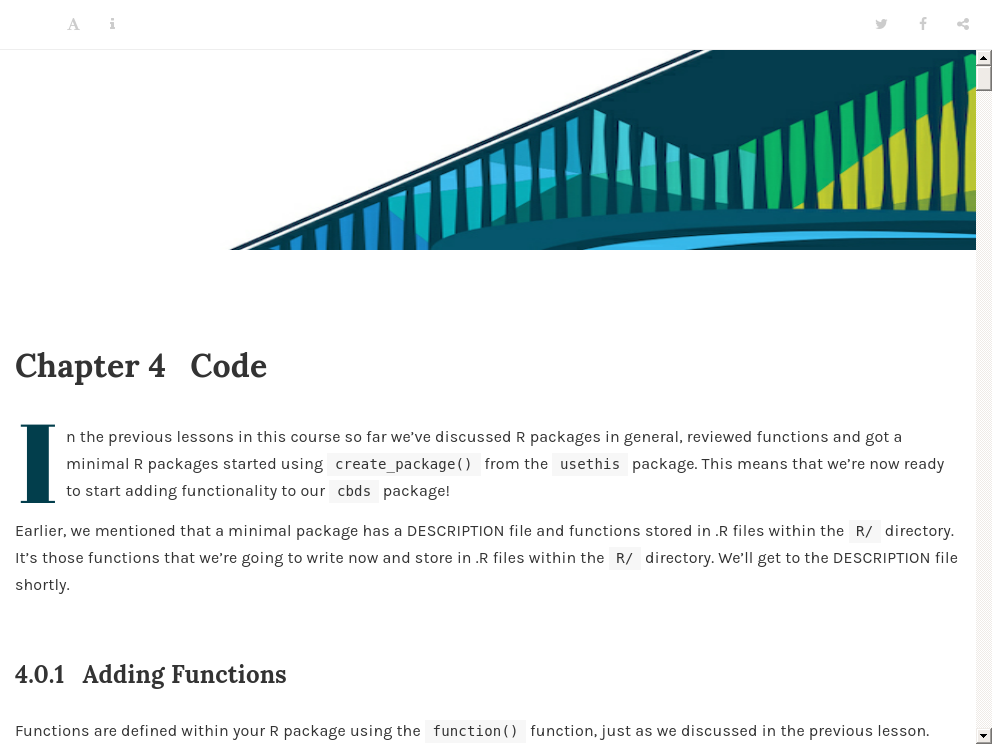 Chapter 4 Code
In the previous lessons in this course so far we’ve discussed R packages in general, reviewed functions and got a
minimal R packages started using create_package() from the usethis package. This means that we’re now ready
to start adding functionality to our cbds package!
Earlier, we mentioned that a minimal package has a DESCRIPTION file and functions stored in .R files within the R/ directory.
It’s those functions that we’re going to write now and store in .R files within the R/ directory. We’ll get to the DESCRIPTION file
shortly.
4.0.1 Adding Functions
Functions are defined within your R package using the function() function, just as we discussed in the previous lesson.